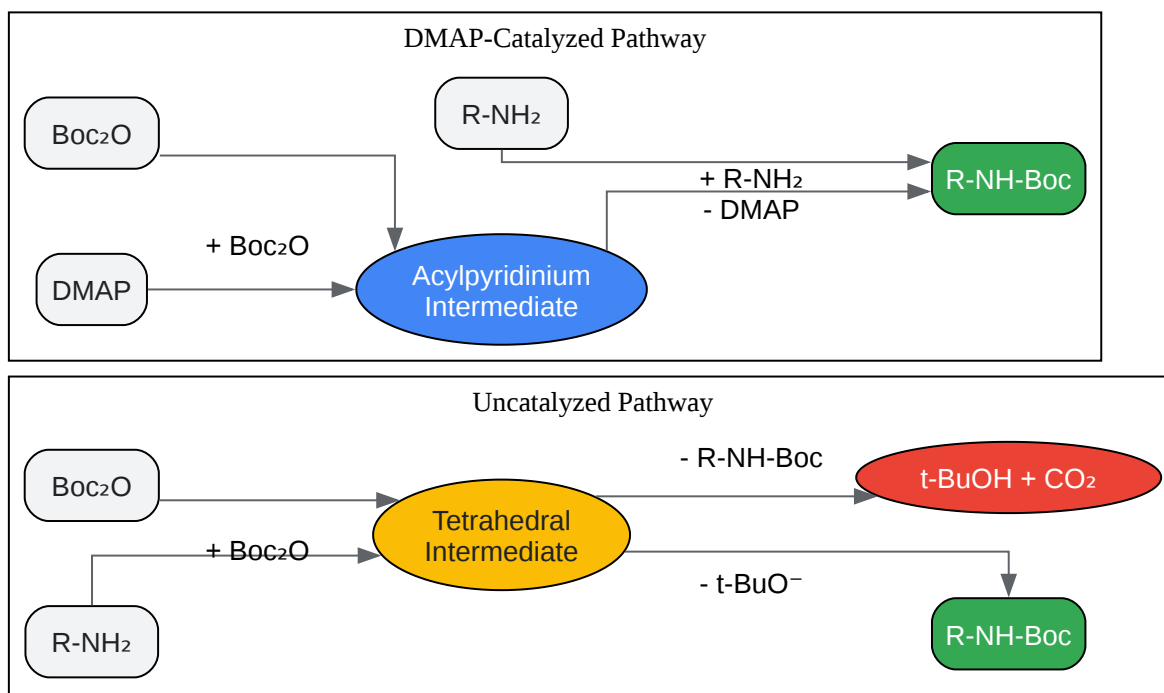 DMAP-Catalyzed Pathway
Boc₂O
R-NH₂
R-NH-Boc
+ R-NH₂
- DMAP
+ Boc₂O
DMAP
Acylpyridinium
Intermediate
Uncatalyzed Pathway
Boc₂O
- R-NH-Boc
t-BuOH + CO₂
Tetrahedral
Intermediate
+ Boc₂O
- t-BuO⁻
R-NH₂
R-NH-Boc